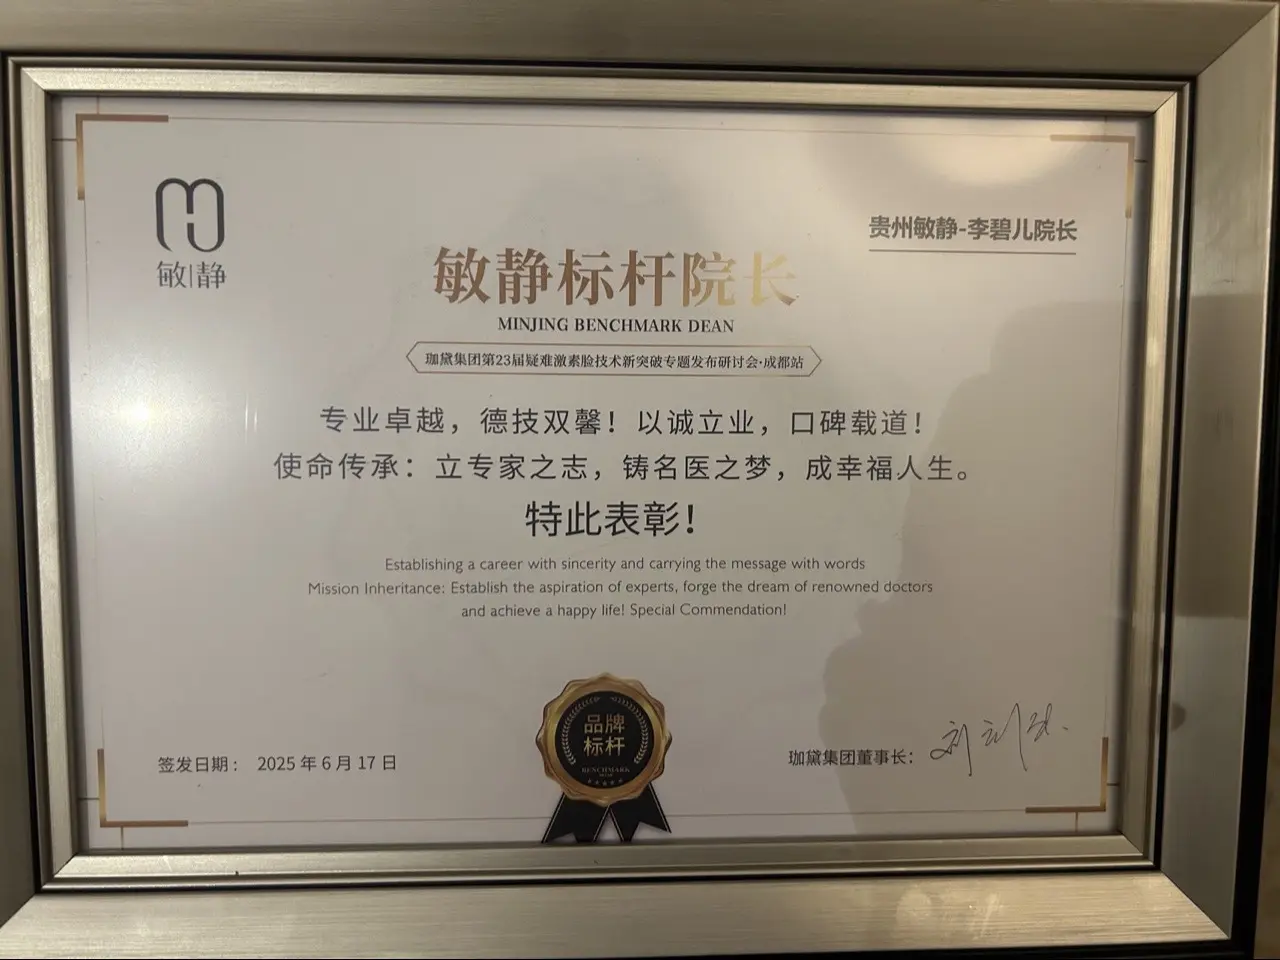 敏|静
贵州敏静-李碧儿院长
敏静标杆院长
MINJING BENCHMARK DEAN
珈黛集团第23届疑难激素脸技术新突破专题发布研讨会·成都站
专业卓越，德技双馨！以诚立业，口碑载道！
使命传承：立专家之志，铸名医之梦，成幸福人生。
特此表彰！
Establishing a career with sincerity and carrying the message with words
Mission Inheritance: Establish the aspiration of experts, forge the dream of renowned doctors
and achieve a happy life! Special Commendation!
品牌
标杆
BENCHMARK
签发日期： 2025 年 6 月 17 日
珈黛集团董事长：